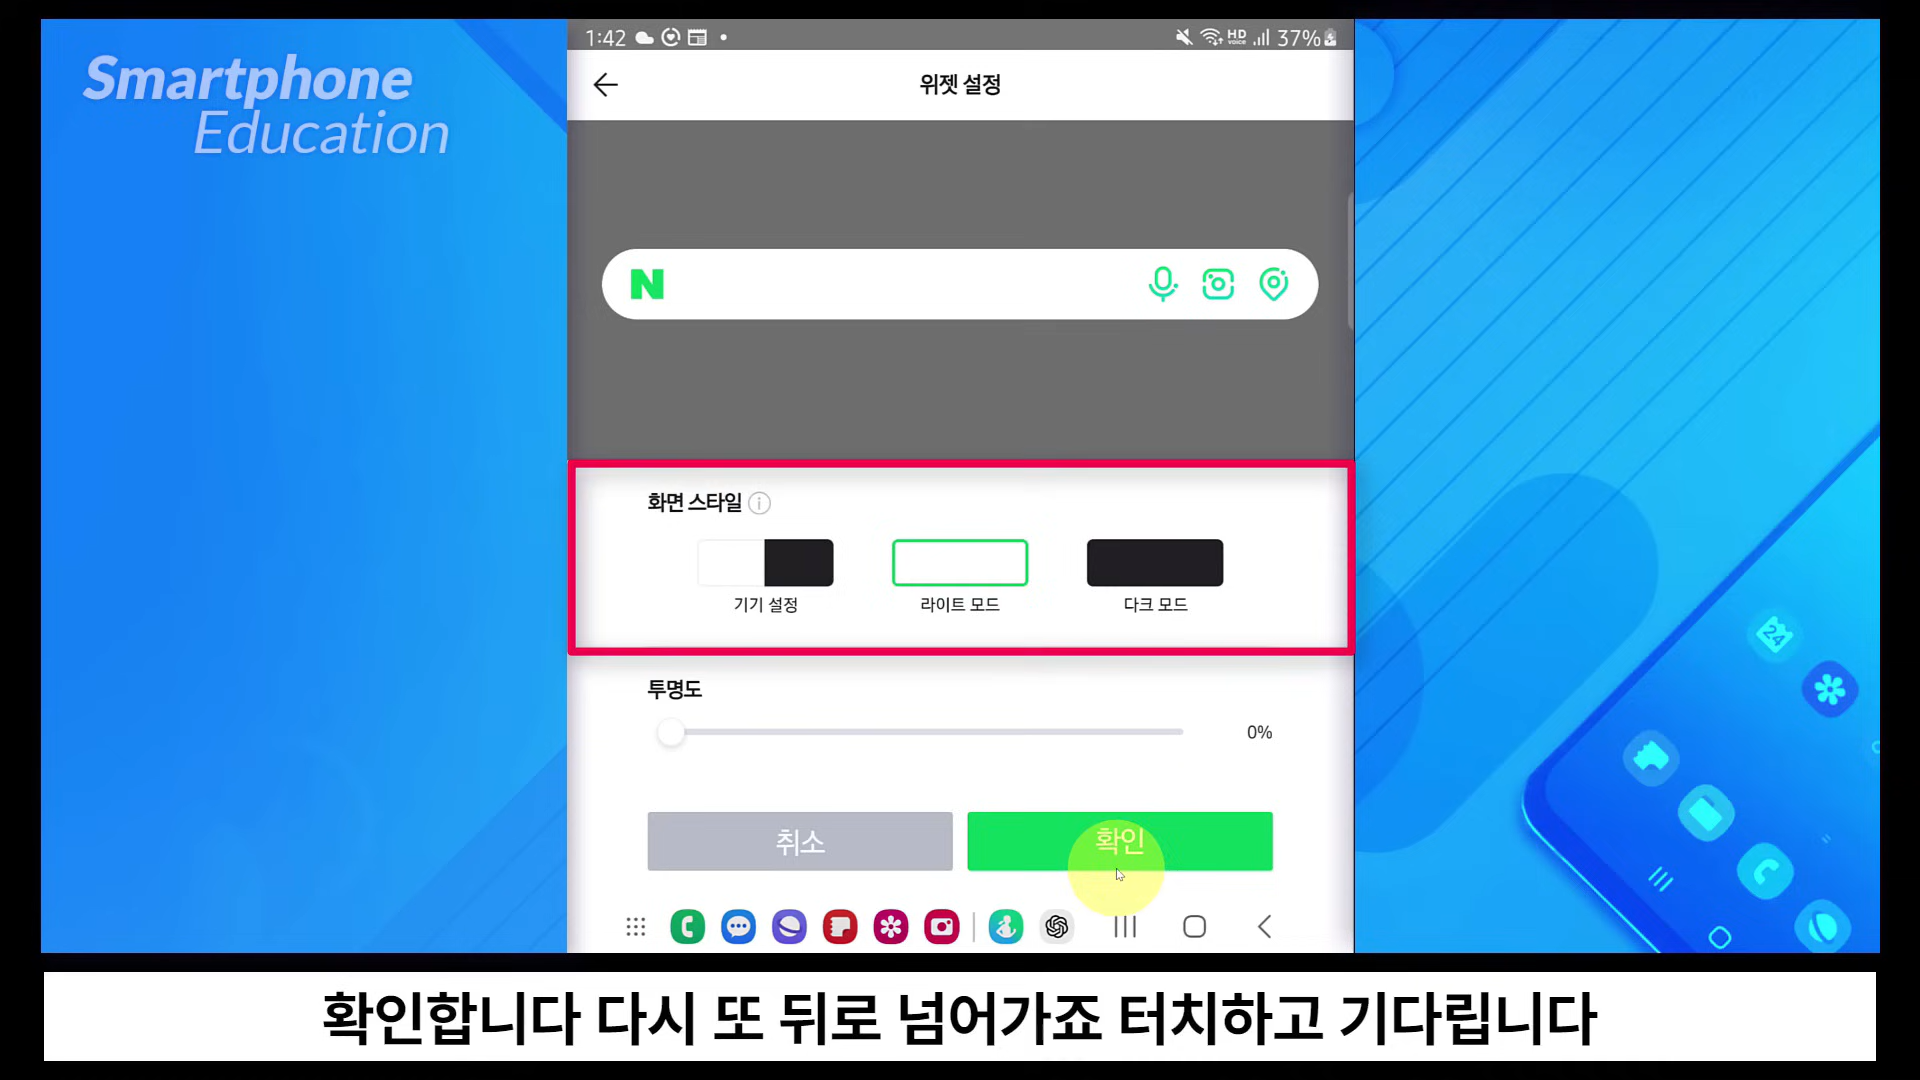 Smartphone
Education
1:42
HD
voice
37%
위젯 설정
N
화면 스타일
기기 설정
라이트 모드
다크 모드
투명도
0%
취소
확인
24
확인합니다 다시 또 뒤로 넘어가죠 터치하고 기다립니다